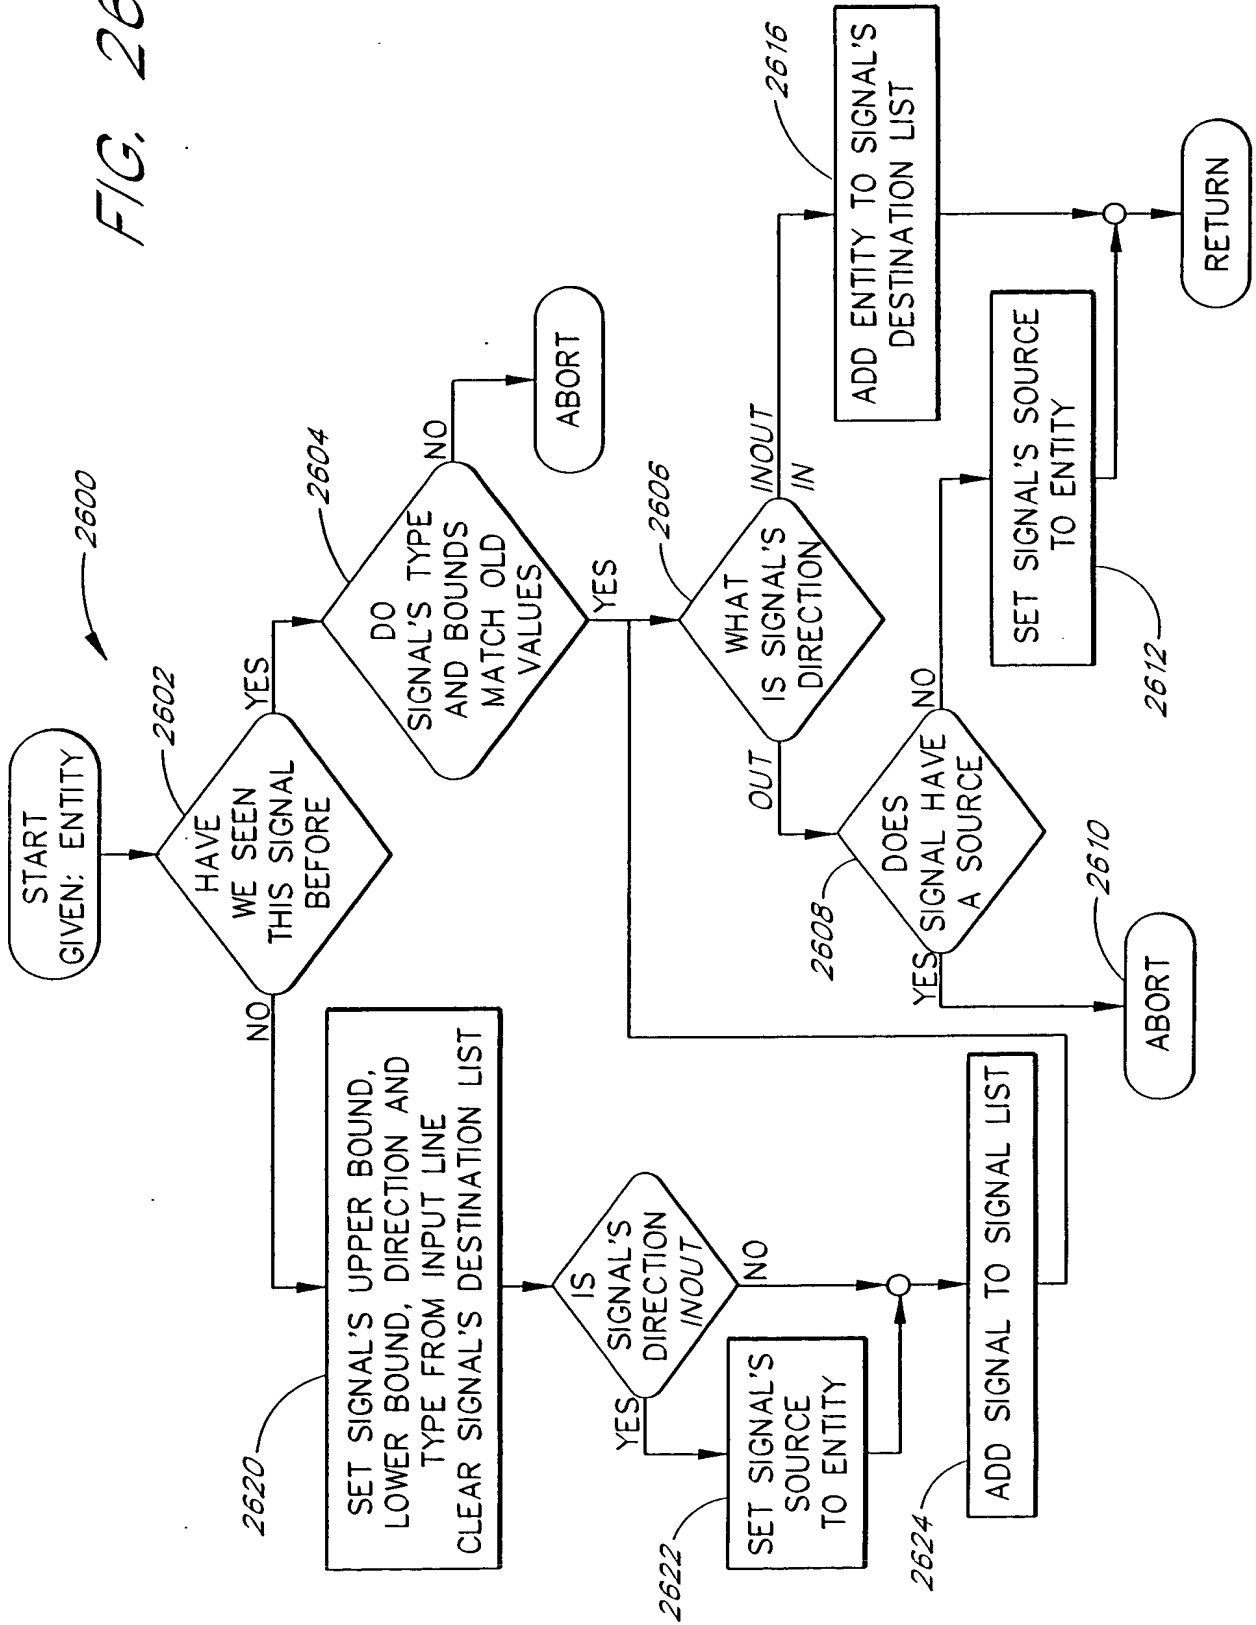 FIG. 26
2600
START
GIVEN: ENTITY
2602
HAVE
WE SEEN
THIS SIGNAL
BEFORE
NO
YES
2620
SET SIGNAL'S UPPER BOUND,
LOWER BOUND, DIRECTION AND
TYPE FROM INPUT LINE
CLEAR SIGNAL'S DESTINATION LIST
2604
DO
SIGNAL'S TYPE
AND BOUNDS
MATCH OLD
VALUES
NO
ABORT
YES
IS
SIGNAL'S
DIRECTION
INOUT
YES
NO
2622
SET SIGNAL'S
SOURCE
TO ENTITY
2624
ADD SIGNAL TO SIGNAL LIST
2606
WHAT
IS SIGNAL'S
DIRECTION
OUT
INOUT
IN
2616
ADD ENTITY TO SIGNAL'S
DESTINATION LIST
2608
DOES
SIGNAL HAVE
A SOURCE
YES
NO
2610
ABORT
2612
SET SIGNAL'S SOURCE
TO ENTITY
RETURN